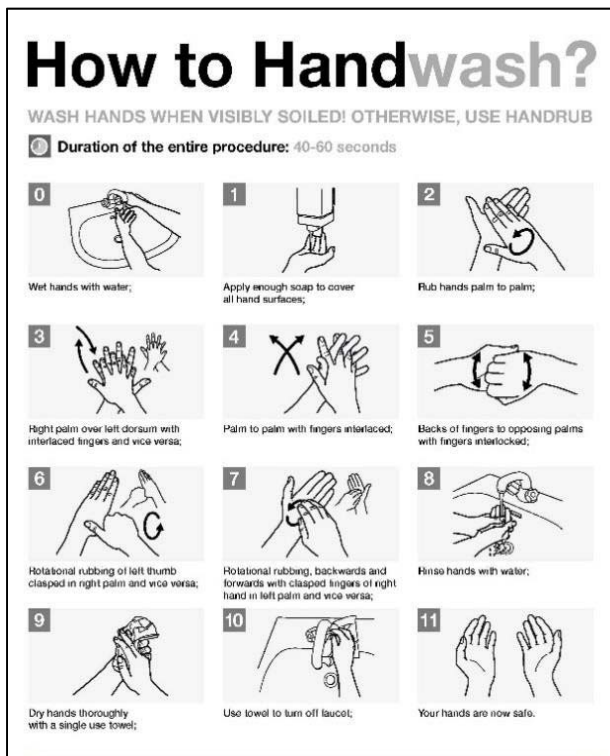 How to Handwash?
WASH HANDS WHEN VISIBLY SOILED! OTHERWISE, USE HANDRUB
Duration of the entire procedure: 40-60 seconds
0
Wet hands with water;
1
Apply enough soap to cover
all hand surfaces;
2
Rub hands palm to palm;
3
Right palm over left dorsum with
interlaced fingers and vice versa;
4
Palm to palm with fingers interlaced;
5
Backs of fingers to opposing palms
with fingers interlocked;
6
Rotational rubbing of left thumb
clasped in right palm and vice versa;
7
Rotational rubbing, backwards and
forwards with clasped fingers of right
hand in left palm and vice versa;
8
Rinse hands with water;
9
Dry hands thoroughly
with a single use towel;
10
Use towel to turn off faucet;
11
Your hands are now safe.